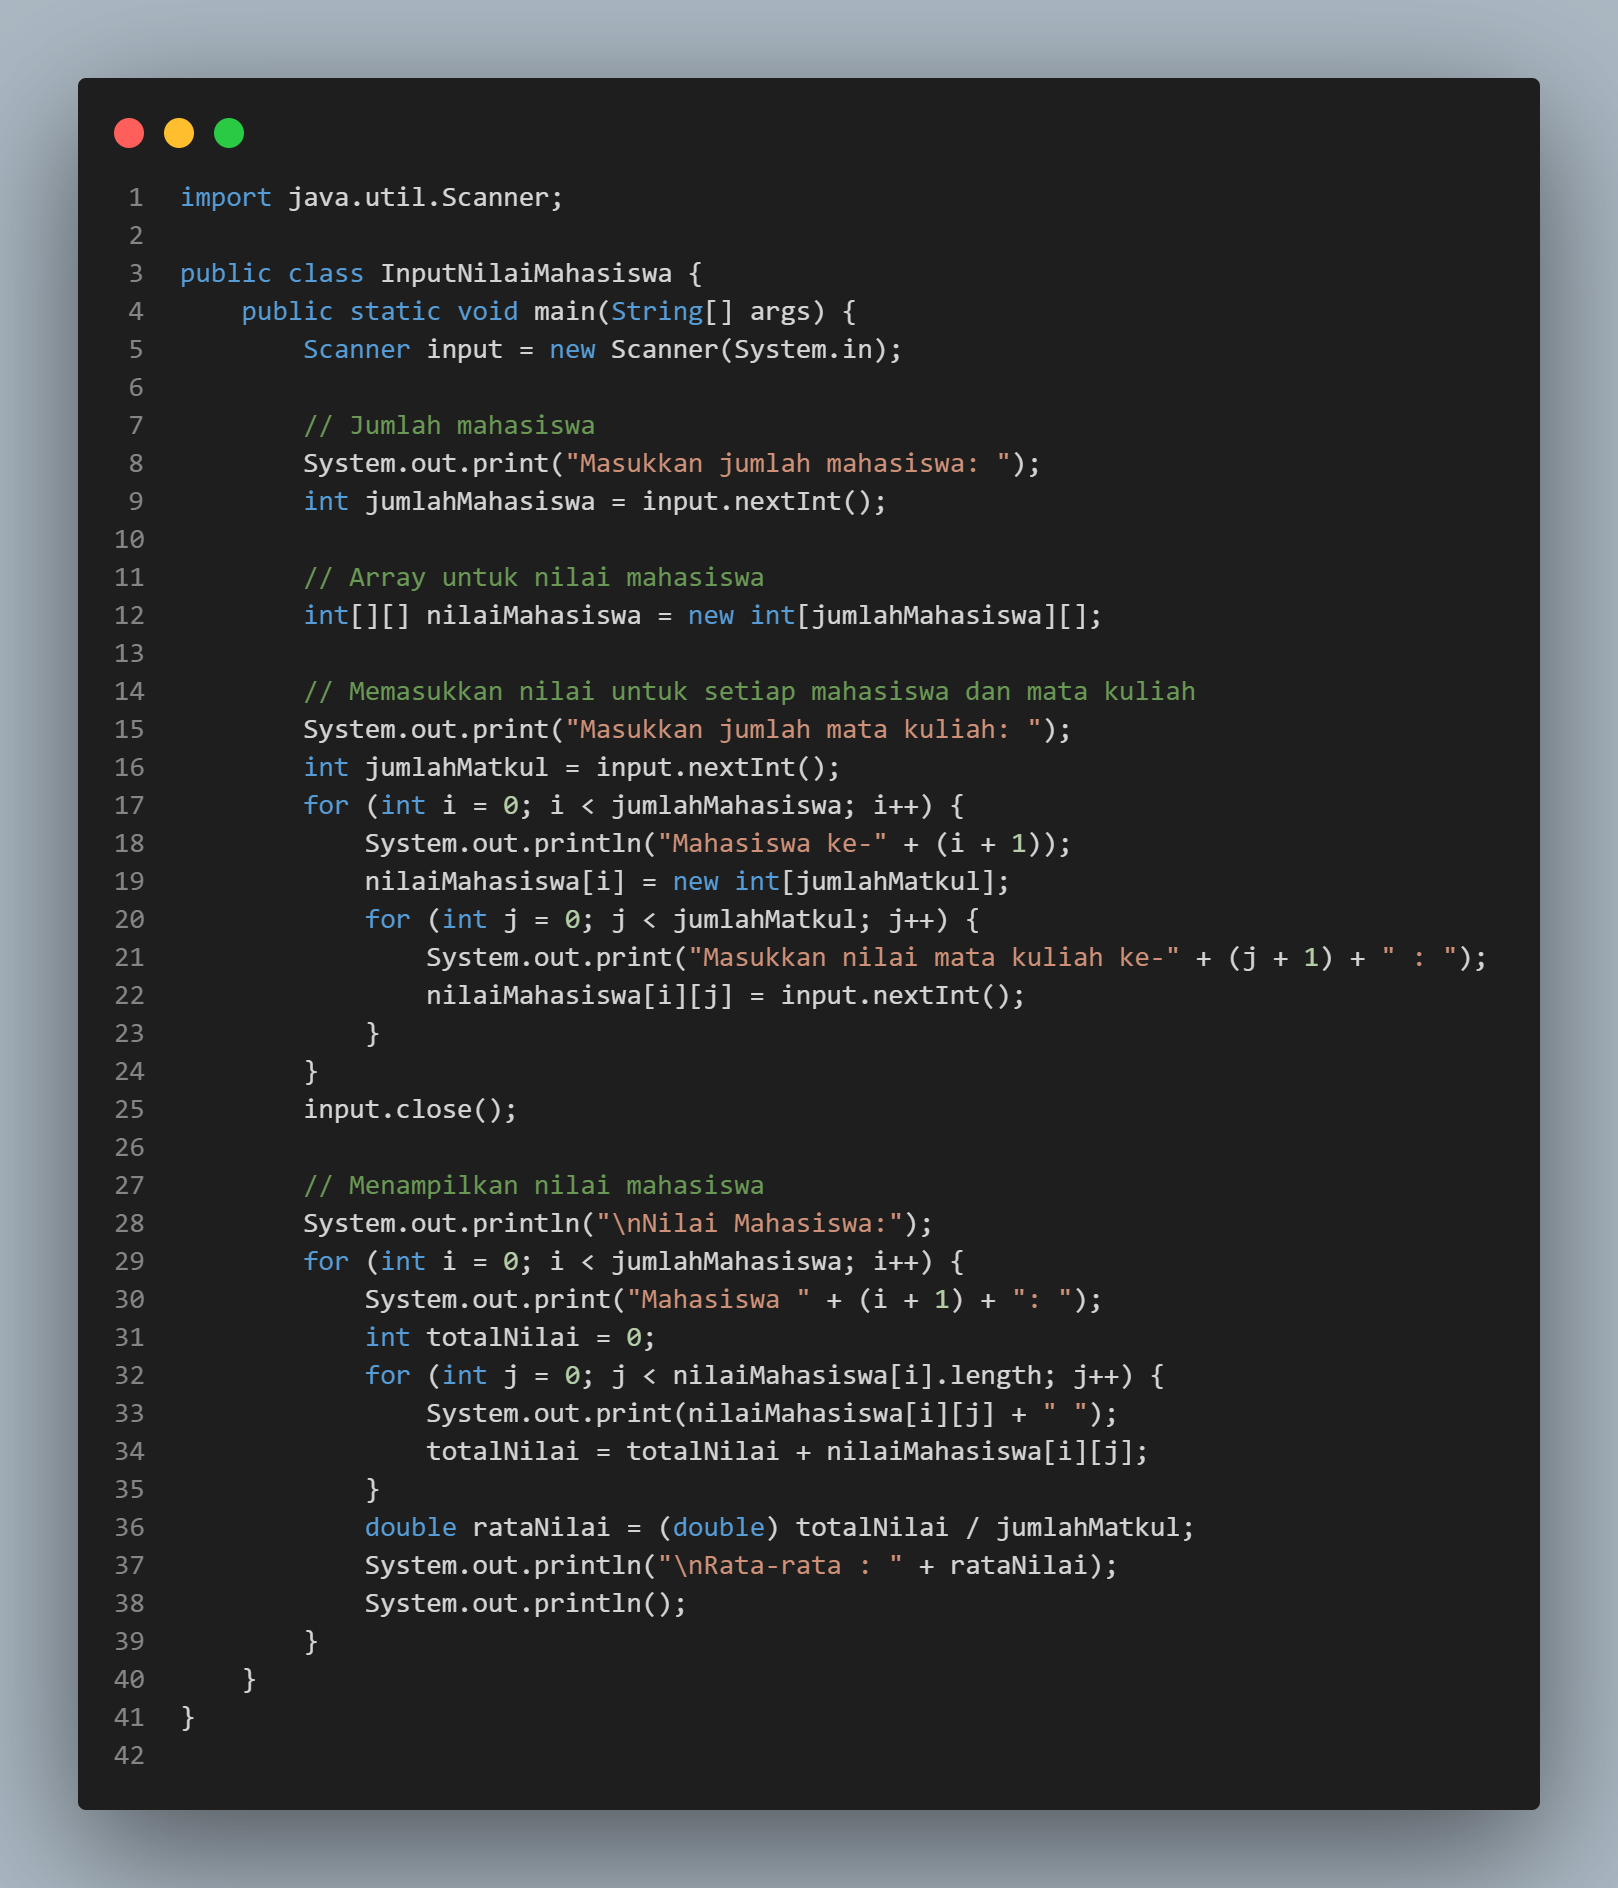 1 import java.util.Scanner;
2
3 public class InputNilaiMahasiswa {
4     public static void main(String[] args) {
5         Scanner input = new Scanner(System.in);
6
7         // Jumlah mahasiswa
8         System.out.print("Masukkan jumlah mahasiswa: ");
9         int jumlahMahasiswa = input.nextInt();
10
11         // Array untuk nilai mahasiswa
12         int[][] nilaiMahasiswa = new int[jumlahMahasiswa][];
13
14         // Memasukkan nilai untuk setiap mahasiswa dan mata kuliah
15         System.out.print("Masukkan jumlah mata kuliah: ");
16         int jumlahMatkul = input.nextInt();
17         for (int i = 0; i < jumlahMahasiswa; i++) {
18             System.out.println("Mahasiswa ke-" + (i + 1));
19             nilaiMahasiswa[i] = new int[jumlahMatkul];
20             for (int j = 0; j < jumlahMatkul; j++) {
21                 System.out.print("Masukkan nilai mata kuliah ke-" + (j + 1) + " : ");
22                 nilaiMahasiswa[i][j] = input.nextInt();
23             }
24         }
25         input.close();
26
27         // Menampilkan nilai mahasiswa
28         System.out.println("\nNilai Mahasiswa:");
29         for (int i = 0; i < jumlahMahasiswa; i++) {
30             System.out.print("Mahasiswa " + (i + 1) + ": ");
31             int totalNilai = 0;
32             for (int j = 0; j < nilaiMahasiswa[i].length; j++) {
33                 System.out.print(nilaiMahasiswa[i][j] + " ");
34                 totalNilai = totalNilai + nilaiMahasiswa[i][j];
35             }
36             double rataNilai = (double) totalNilai / jumlahMatkul;
37             System.out.println("\nRata-rata : " + rataNilai);
38             System.out.println();
39         }
40     }
41 }
42